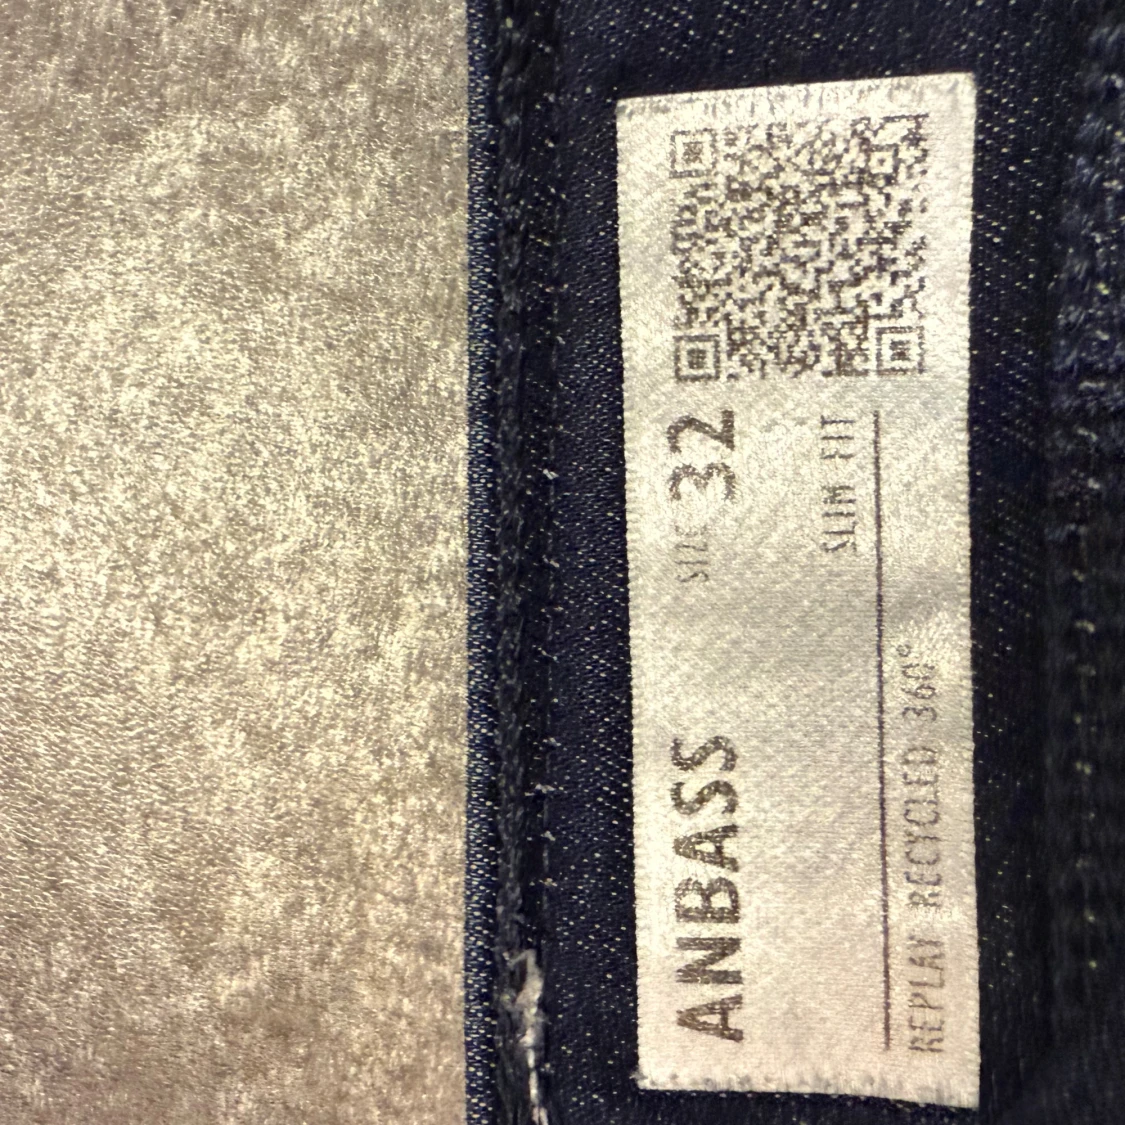 ANBASS SIZE 32
SLIM FIT
REPLAY RECYCLED 360°